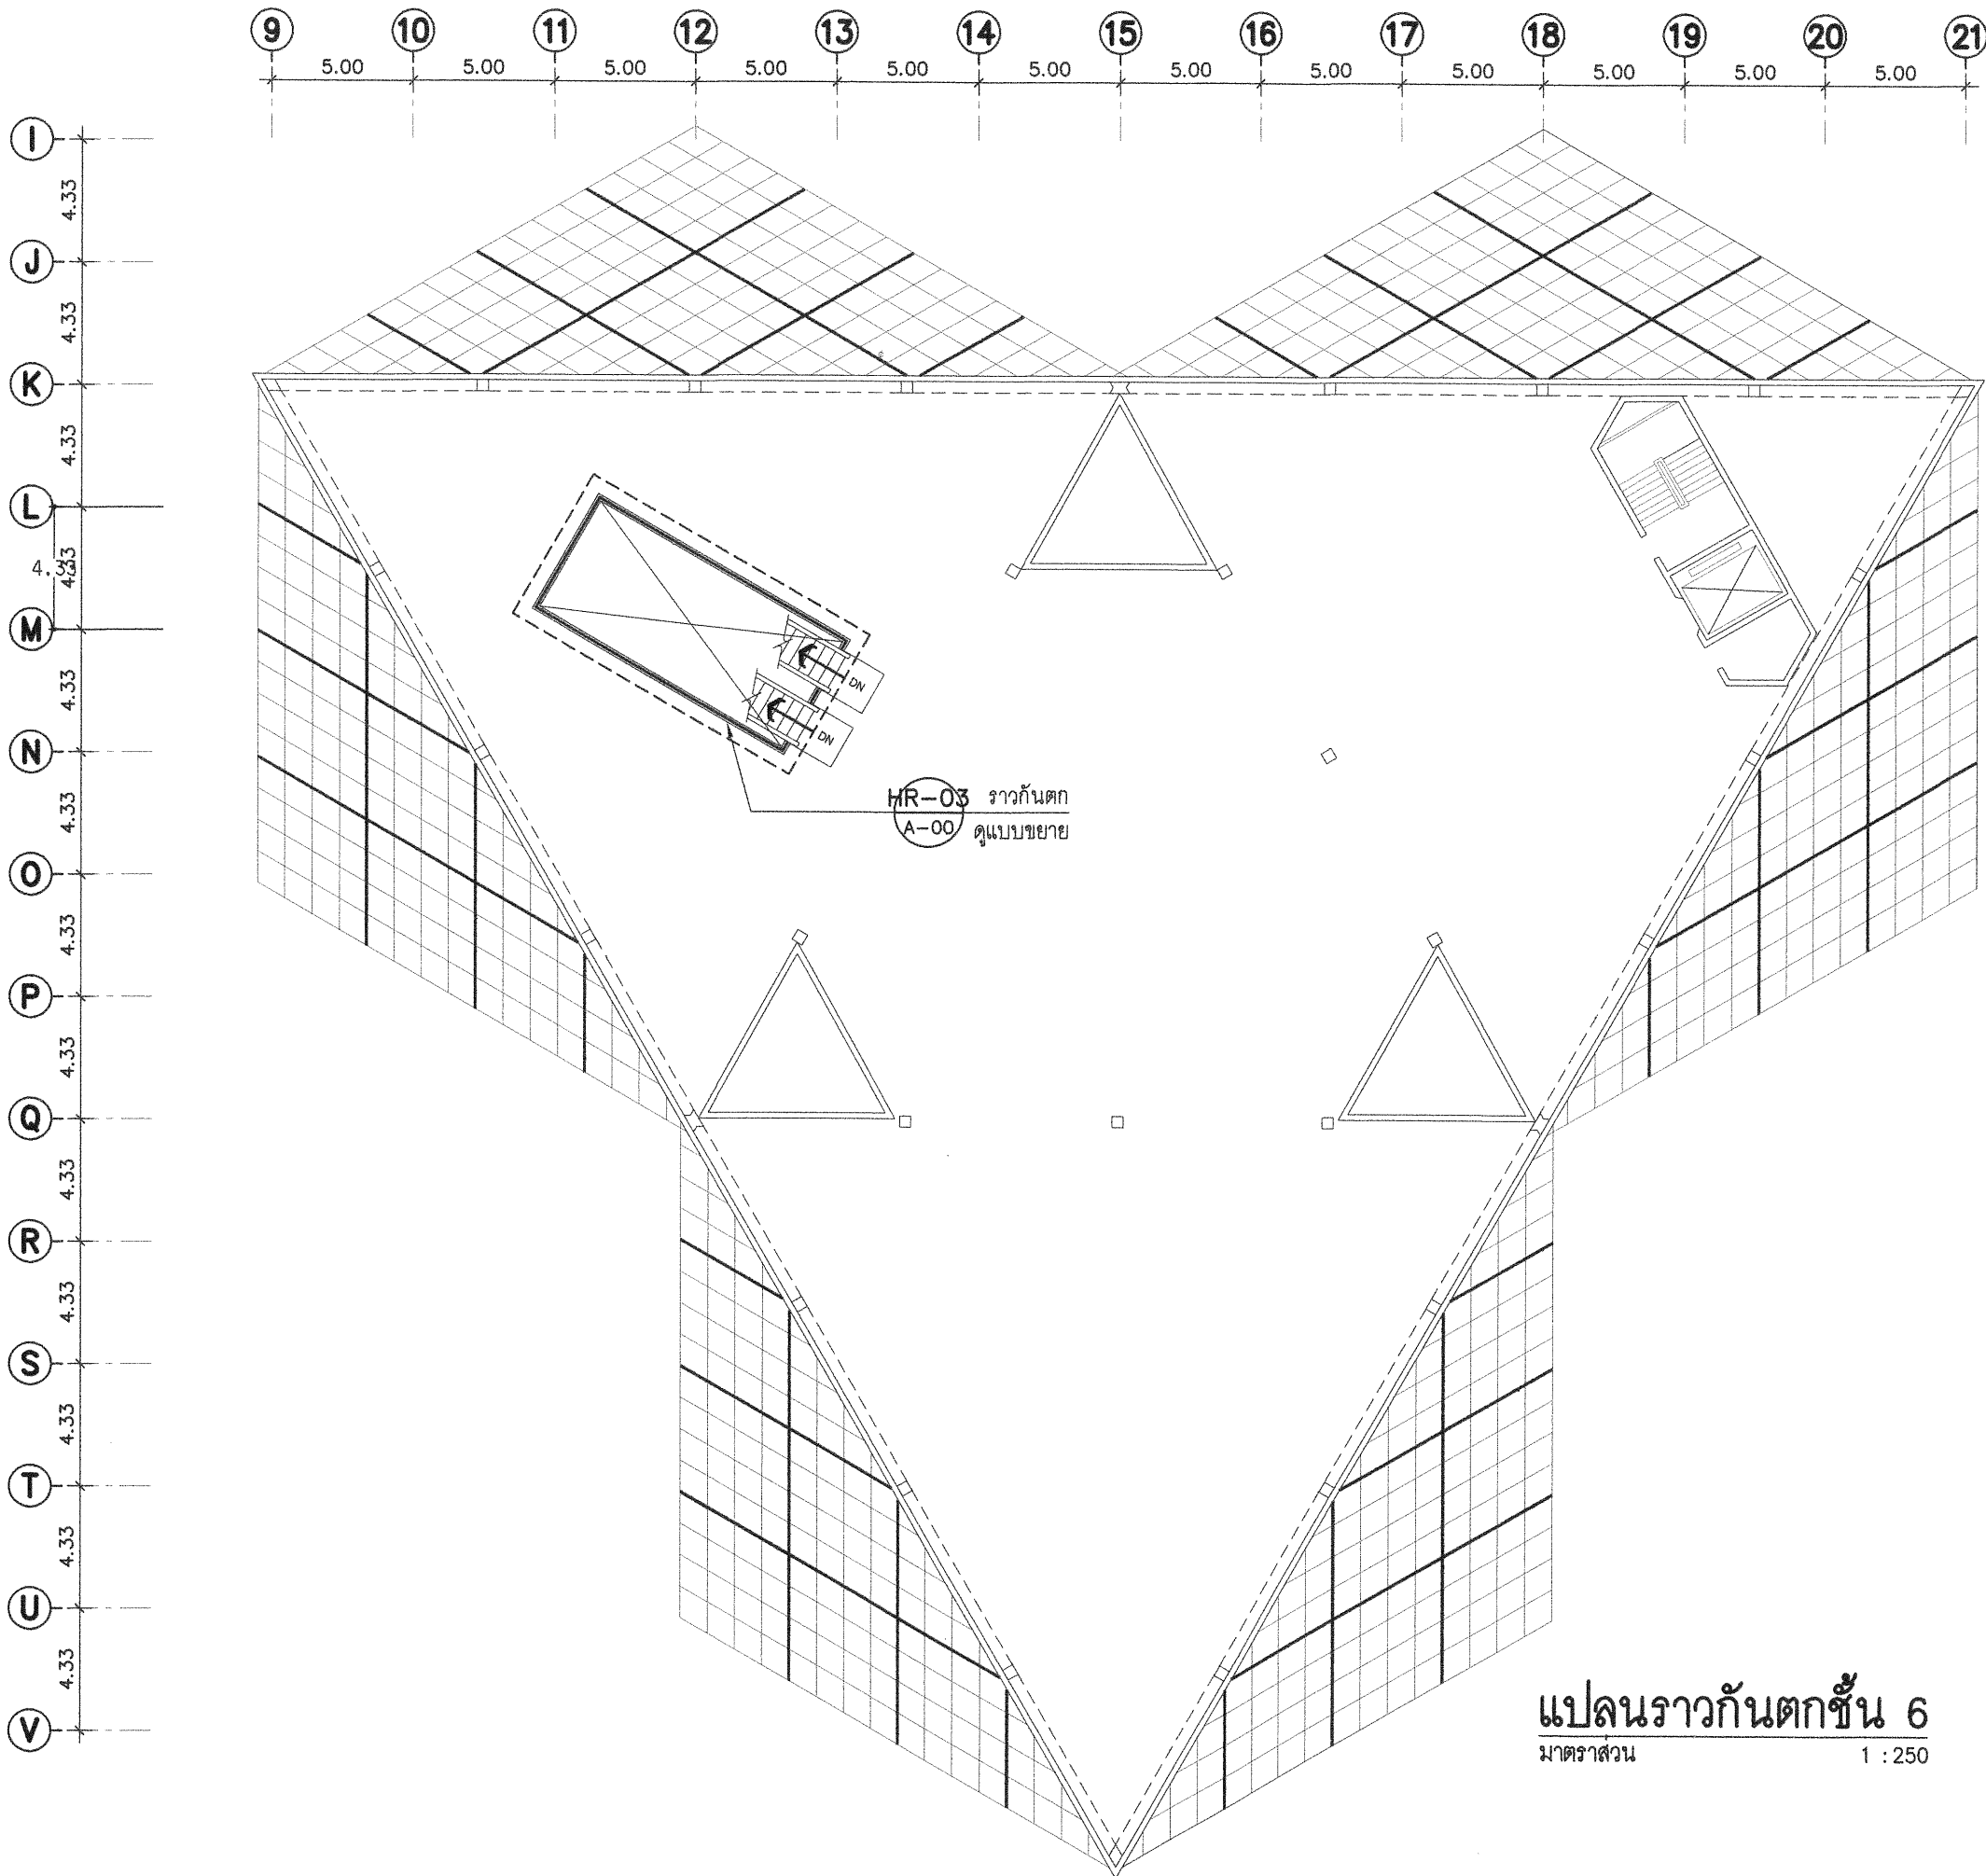 9 10 11 12 13 14 15 16 17 18 19 20 21
5.00 5.00 5.00 5.00 5.00 5.00 5.00 5.00 5.00 5.00 5.00 5.00
I
4.33
J
4.33
K
4.33
L
4.33 4.33
M
4.33
N
4.33
O
4.33
P
4.33
Q
4.33
R
4.33
S
4.33
T
4.33
U
4.33
V
DN
DN
HR-03 ราวกันตก
A-00 ดูแบบขยาย
แปลนราวกันตกชั้น 6
มาตราส่วน 1 : 250